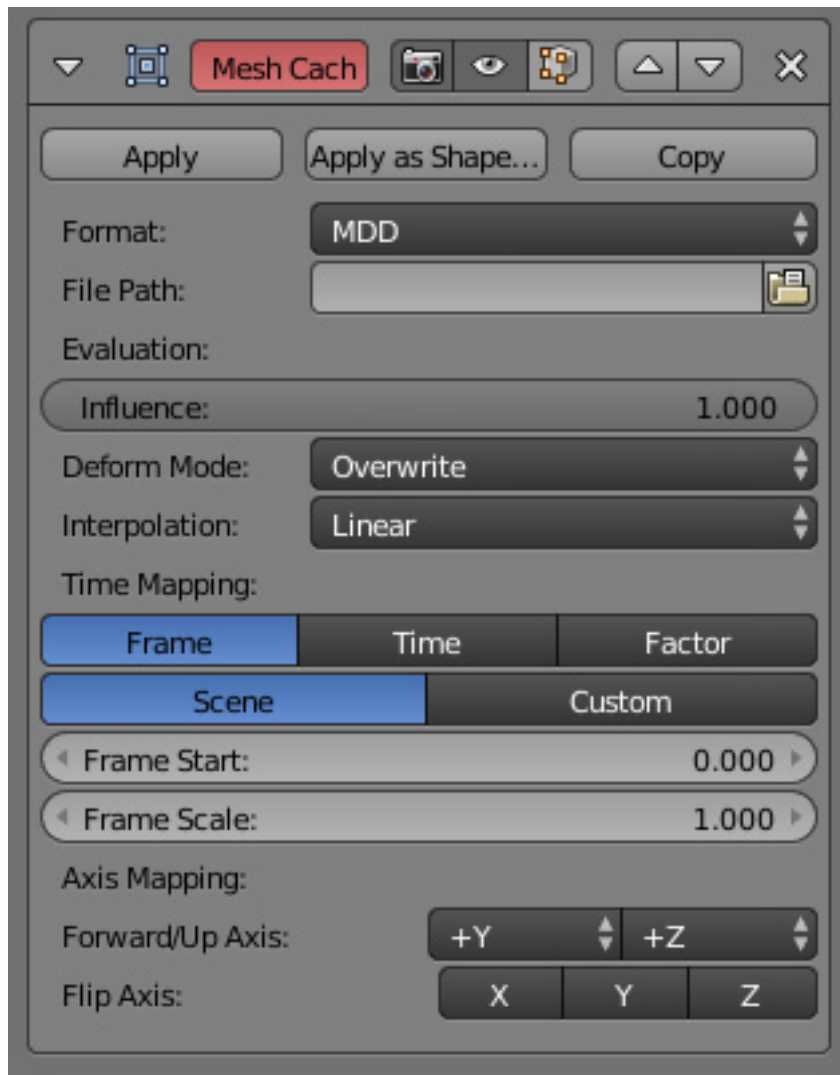 Mesh Cach
Apply Apply as Shape... Copy
Format: MDD
File Path:
Evaluation:
Influence: 1.000
Deform Mode: Overwrite
Interpolation: Linear
Time Mapping:
Frame Time Factor
Scene Custom
Frame Start: 0.000
Frame Scale: 1.000
Axis Mapping:
Forward/Up Axis: +Y +Z
Flip Axis: X Y Z